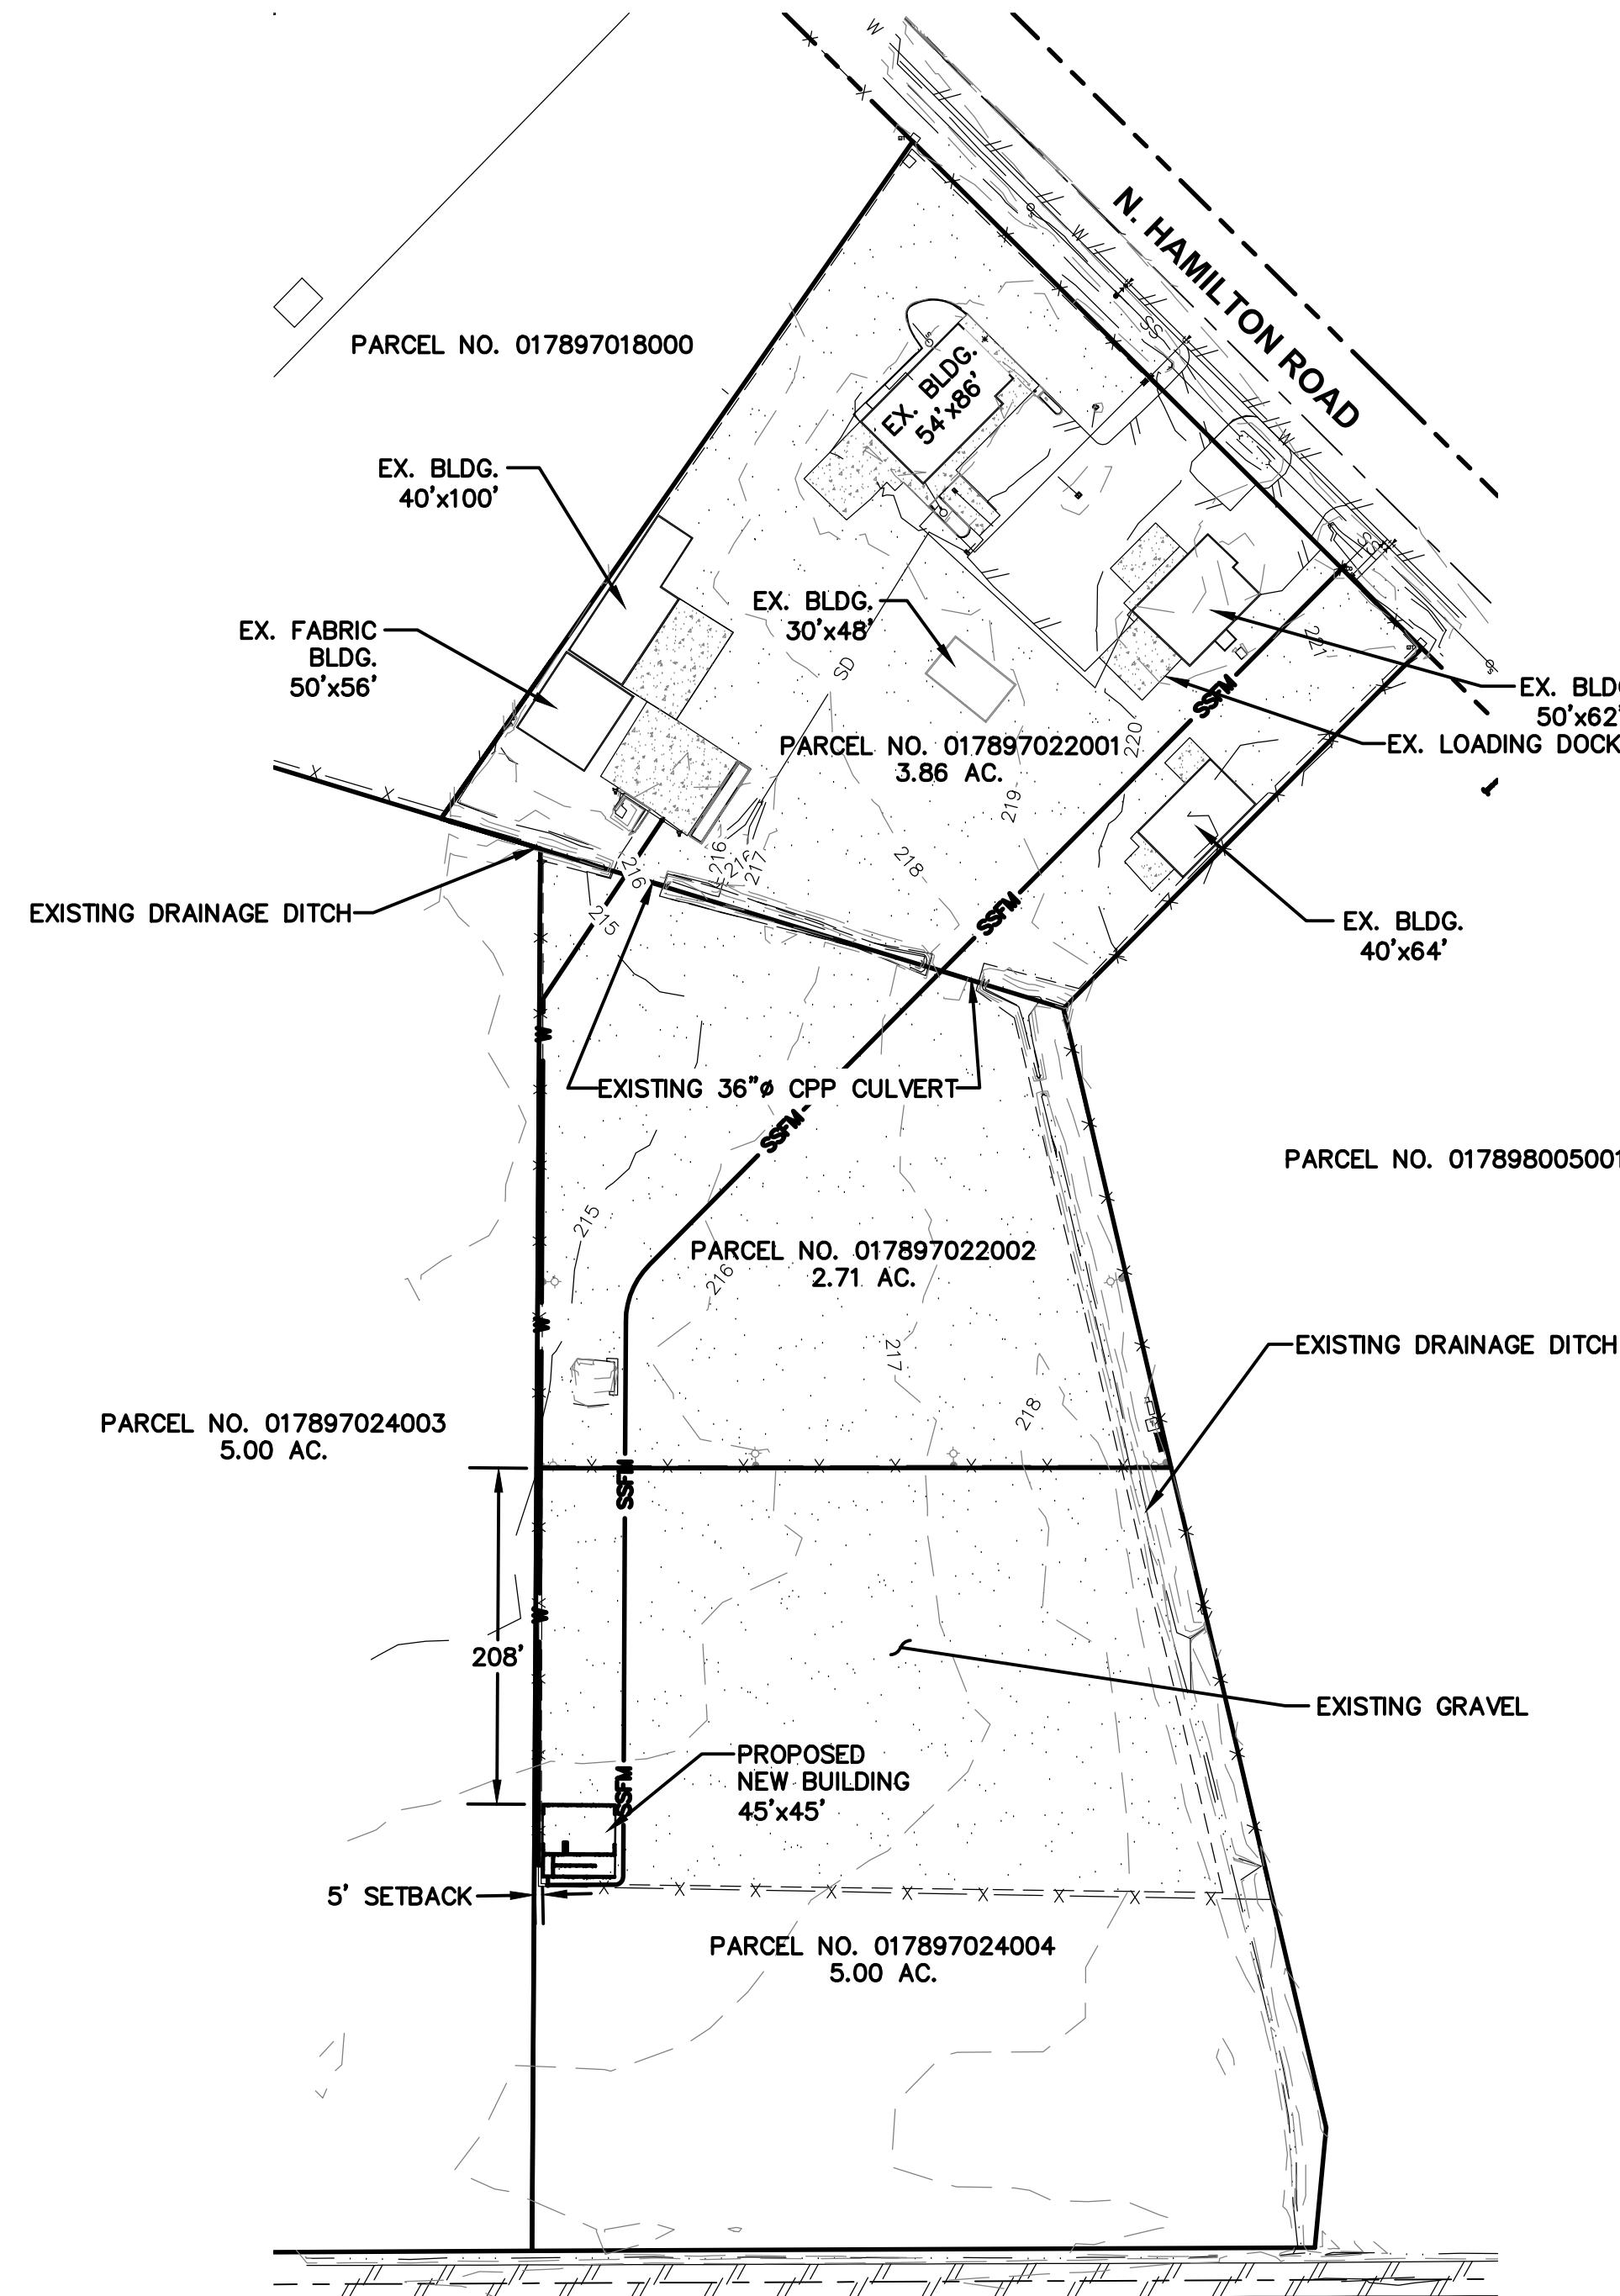 W
N. HAMILTON ROAD
W
SS
W
SS
PARCEL NO. 017897018000
EX. BLDG.
54'x86'
EX. BLDG.
40'x100'
EX. BLDG.
30'x48'
EX. FABRIC
BLDG.
50'x56'
SD
221
SSFM
EX. BLDG
50'x62'
EX. LOADING DOCK
PARCEL NO. 017897022001
3.86 AC.
220
219
218
216
216
217
216
215
SSFM
EXISTING DRAINAGE DITCH
EX. BLDG.
40'x64'
W
EXISTING 36"ø CPP CULVERT
SSFM
PARCEL NO. 017898005001
215
PARCEL NO. 017897022002
2.71 AC.
216
W
217
EXISTING DRAINAGE DITCH
218
PARCEL NO. 017897024003
5.00 AC.
SSFM
W
208'
EXISTING GRAVEL
PROPOSED
NEW BUILDING
45'x45'
SSFM
5' SETBACK
PARCEL NO. 017897024004
5.00 AC.